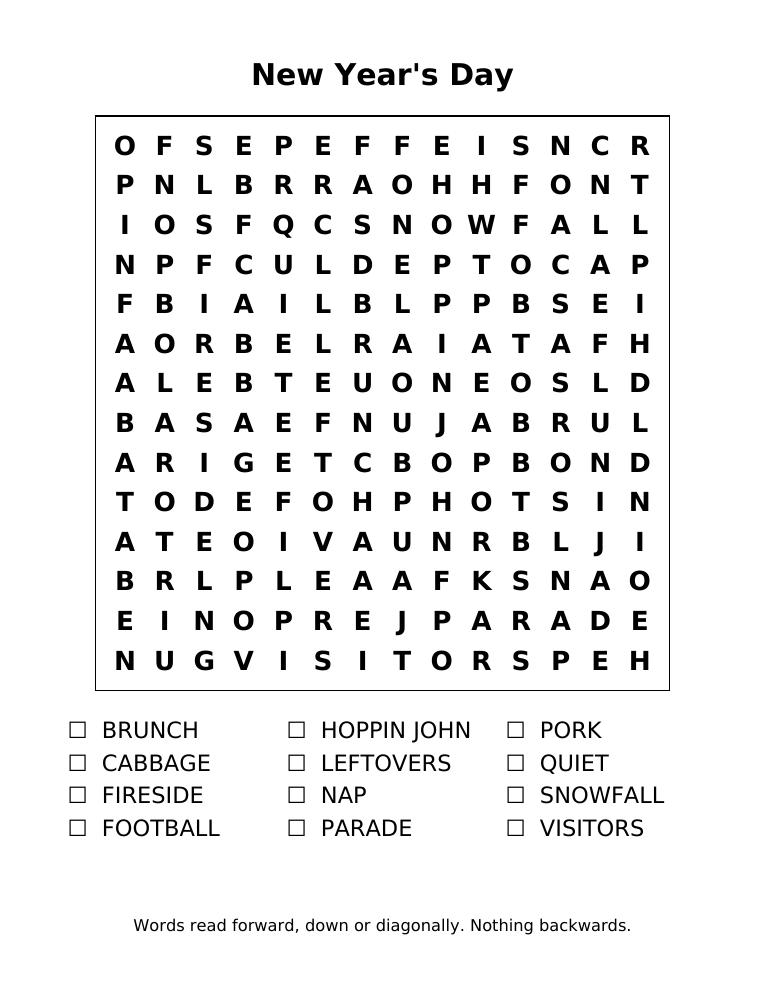 New Year's Day
O F S E P E F F E I S N C R
P N L B R R A O H H F O N T
I O S F Q C S N O W F A L L
N P F C U L D E P T O C A P
F B I A I L B L P P B S E I
A O R B E L R A I A T A F H
A L E B T E U O N E O S L D
B A S A E F N U J A B R U L
A R I G E T C B O P B O N D
T O D E F O H P H O T S I N
A T E O I V A U N R B L J I
B R L P L E A A F K S N A O
E I N O P R E J P A R A D E
N U G V I S I T O R S P E H
☐ BRUNCH ☐ HOPPIN JOHN ☐ PORK
☐ CABBAGE ☐ LEFTOVERS ☐ QUIET
☐ FIRESIDE ☐ NAP ☐ SNOWFALL
☐ FOOTBALL ☐ PARADE ☐ VISITORS
Words read forward, down or diagonally. Nothing backwards.